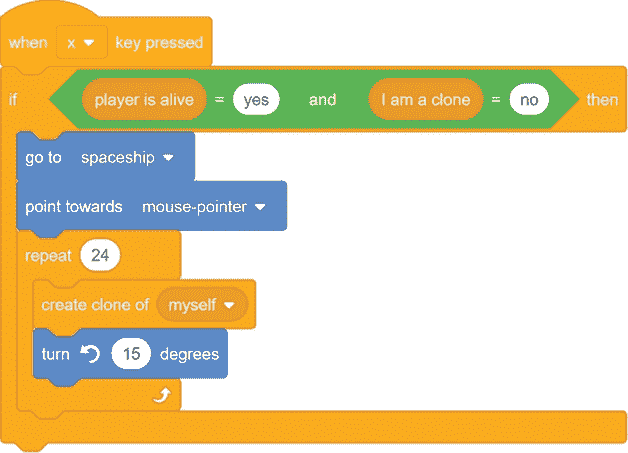 when x key pressed
if player is alive = yes and I am a clone = no then
go to spaceship
point towards mouse-pointer
repeat 24
create clone of myself
turn 15 degrees